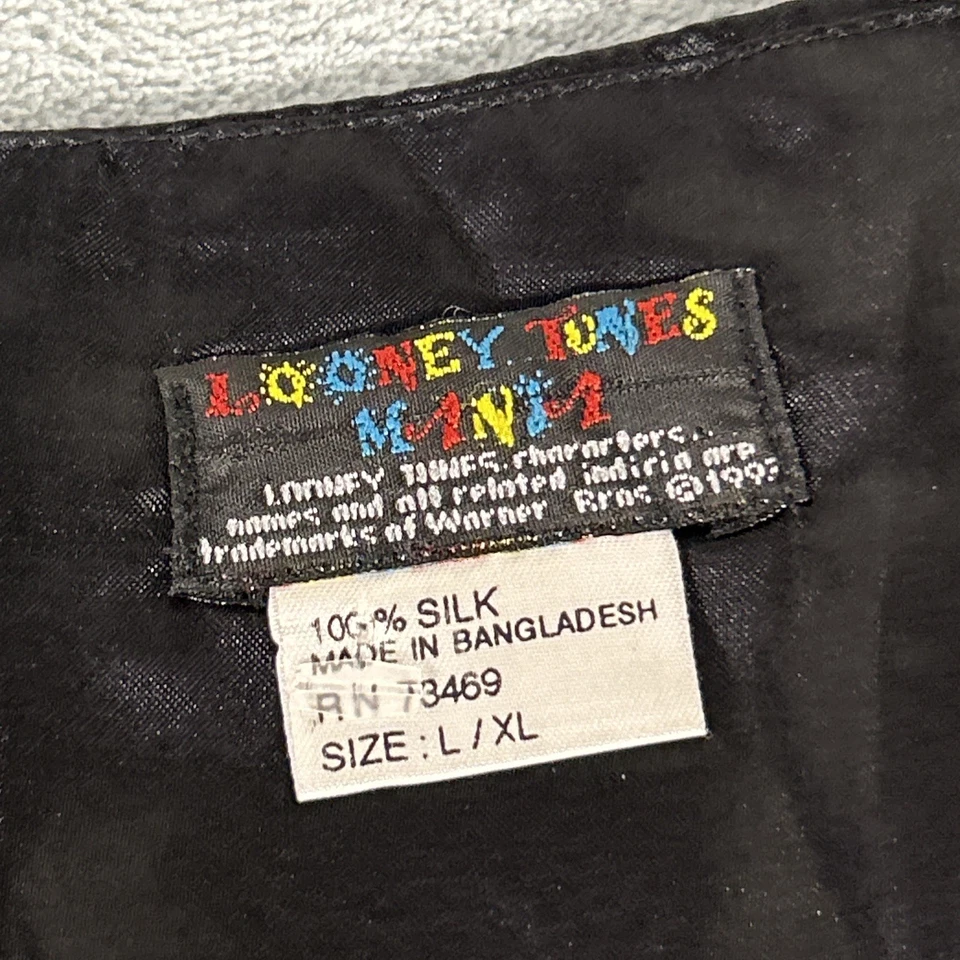 LOONEY TUNES
MANIA
LOONEY TUNES, characters,
names and all related indicia are
trademarks of Warner Bros ©
100% SILK
MADE IN BANGLADESH
RN 73469
SIZE : L / XL